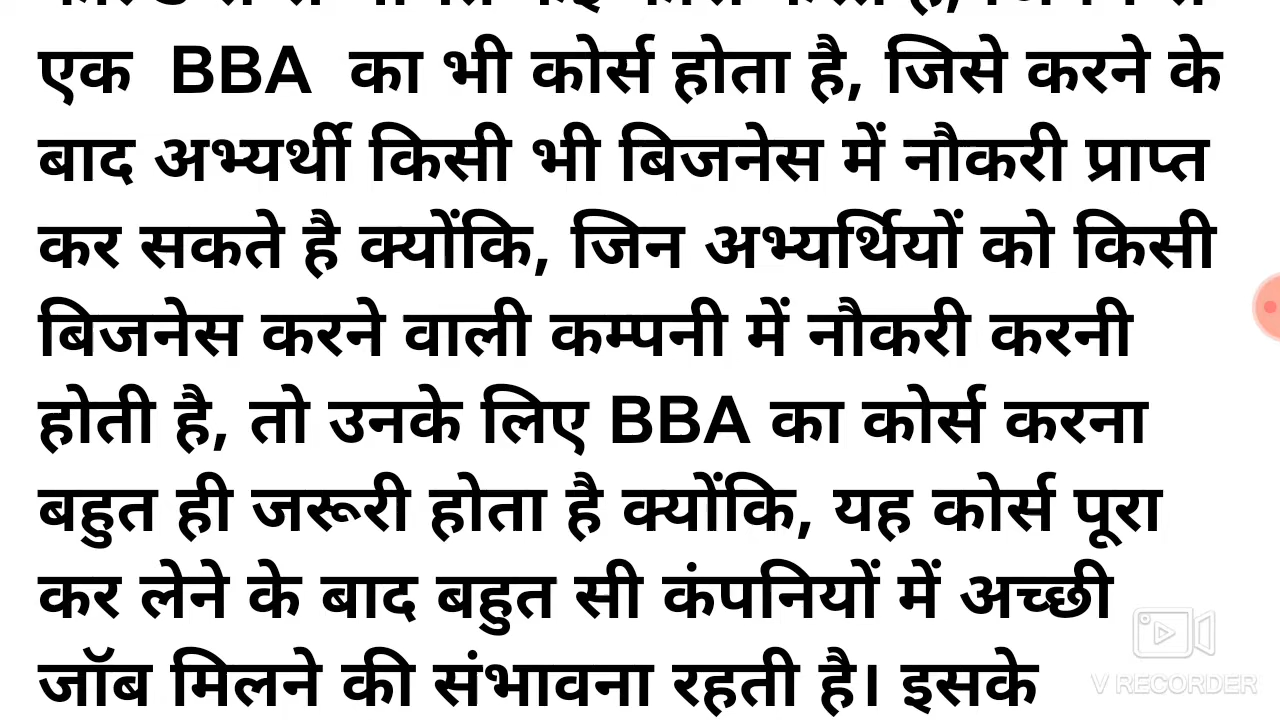 एक BBA का भी कोर्स होता है, जिसे करने के
बाद अभ्यर्थी किसी भी बिजनेस में नौकरी प्राप्त
कर सकते है क्योंकि, जिन अभ्यर्थियों को किसी
बिजनेस करने वाली कम्पनी में नौकरी करनी
होती है, तो उनके लिए BBA का कोर्स करना
बहुत ही जरूरी होता है क्योंकि, यह कोर्स पूरा
कर लेने के बाद बहुत सी कंपनियों में अच्छी
जॉब मिलने की संभावना रहती है। इसके
V RECORDER